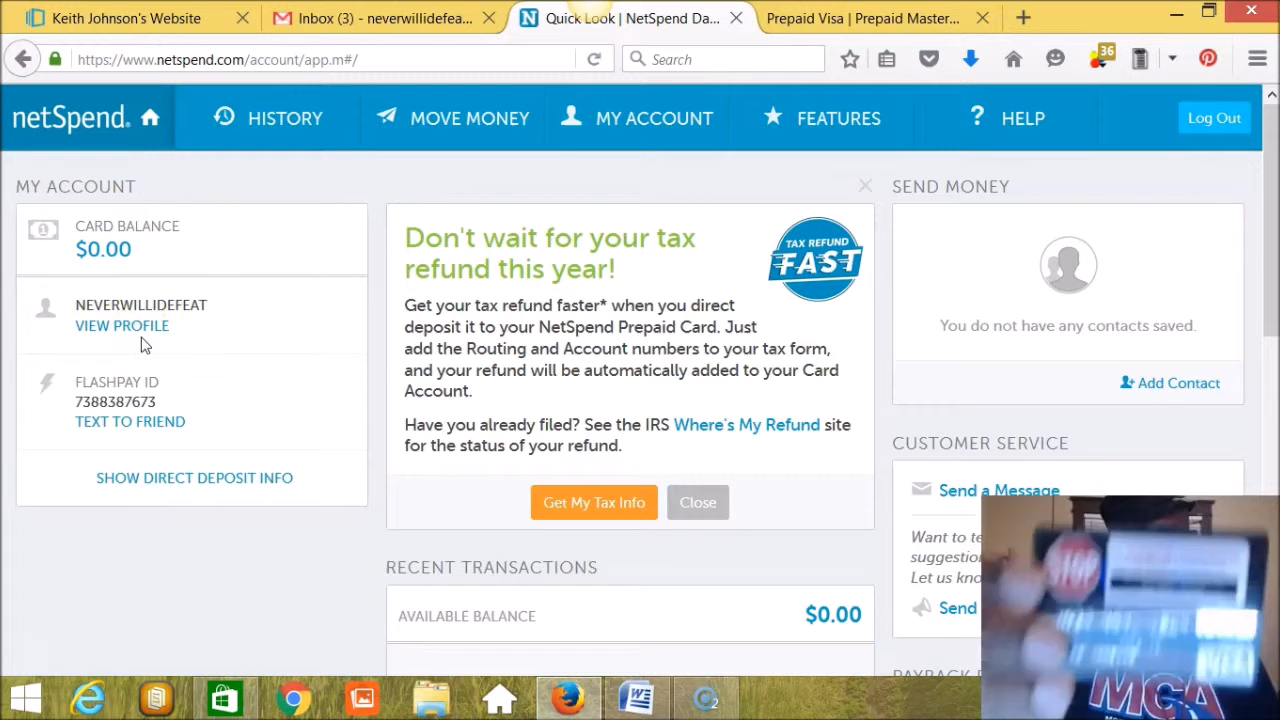 Keith Johnson's Website
Inbox (3) - neverwillidefea...
Quick Look | NetSpend Da...
Prepaid Visa | Prepaid Master...
https://www.netspend.com/account/app.m#/
Search
36
netSpend
HISTORY
MOVE MONEY
MY ACCOUNT
FEATURES
HELP
Log Out
MY ACCOUNT
CARD BALANCE
$0.00
NEVERWILLIDEFEAT
VIEW PROFILE
FLASHPAY ID
7388387673
TEXT TO FRIEND
SHOW DIRECT DEPOSIT INFO
Don't wait for your tax
refund this year!
TAX REFUND
FAST
Get your tax refund faster* when you direct
deposit it to your NetSpend Prepaid Card. Just
add the Routing and Account numbers to your tax form,
and your refund will be automatically added to your Card
Account.
Have you already filed? See the IRS Where's My Refund site
for the status of your refund.
Get My Tax Info
Close
RECENT TRANSACTIONS
AVAILABLE BALANCE
$0.00
SEND MONEY
You do not have any contacts saved.
Add Contact
CUSTOMER SERVICE
Send a Message
Want to
suggestion
Let us
Send
STOP
MCA